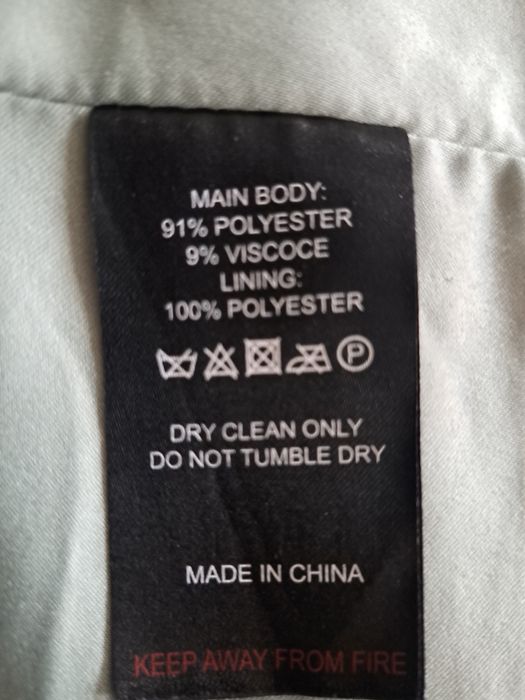 MAIN BODY:
91% POLYESTER
9% VISCOCE
LINING:
100% POLYESTER
P
DRY CLEAN ONLY
DO NOT TUMBLE DRY
MADE IN CHINA
KEEP AWAY FROM FIRE